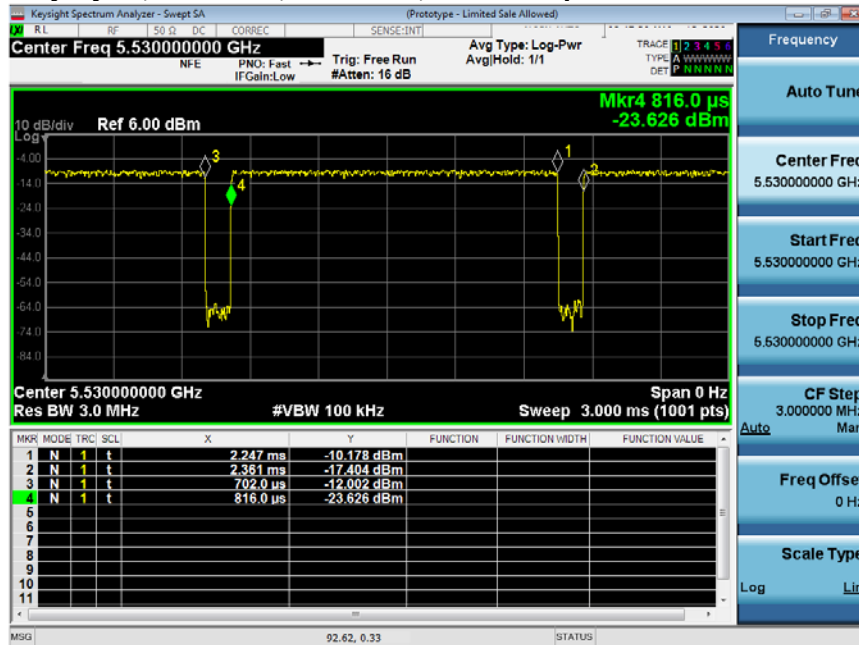 Keysight Spectrum Analyzer - Swept SA (Prototype - Limited Sale Allowed)
RL RF 50 Ω DC CORREC SENSE:INT
Center Freq 5.530000000 GHz
NFE PNO: Fast Trig: Free Run
IFGain:Low #Atten: 16 dB
Avg Type: Log-Pwr
Avg|Hold: 1/1
TRACE 1 2 3 4 5 6
TYPE A WWWWW
DET P N N N N N
Mkr4 816.0 µs
-23.626 dBm
10 dB/div Ref 6.00 dBm
Log
-4.00
-14.0
-24.0
-34.0
-44.0
-54.0
-64.0
-74.0
-84.0
3
4
1
2
Center 5.530000000 GHz Span 0 Hz
Res BW 3.0 MHz #VBW 100 kHz Sweep 3.000 ms (1001 pts)
MKR MODE TRC SCL X Y FUNCTION FUNCTION WIDTH FUNCTION VALUE
1 N 1 t 2.247 ms -10.178 dBm
2 N 1 t 2.361 ms -17.404 dBm
3 N 1 t 702.0 µs -12.002 dBm
4 N 1 t 816.0 µs -23.626 dBm
5
6
7
8
9
10
11
MSG 92.62, 0.33 STATUS
Frequency
Auto Tune
Center Freq
5.530000000 GHz
Start Freq
5.530000000 GHz
Stop Freq
5.530000000 GHz
CF Step
3.000000 MHz
Auto Man
Freq Offset
0 Hz
Scale Type
Log Lin